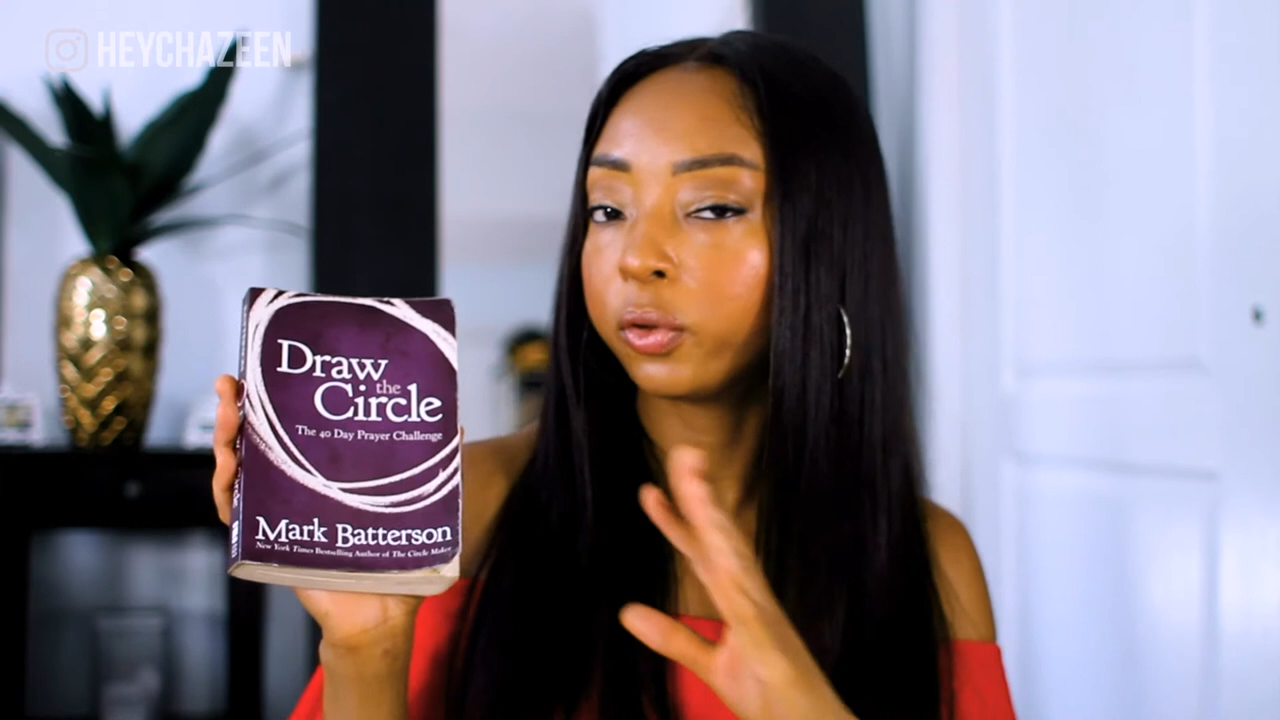 HEYCHAZEEN
Draw
the
Circle
The 40 Day Prayer Challenge
Mark Batterson
New York Times Bestselling Author of The Circle Maker